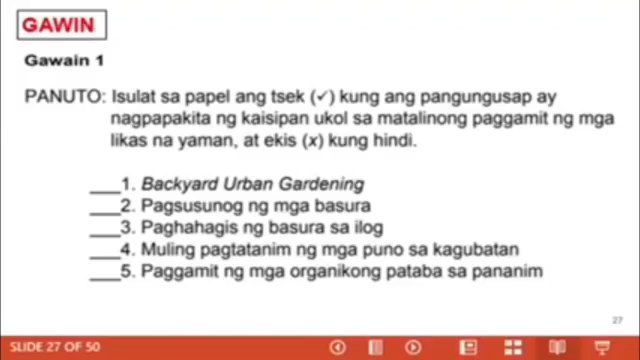 GAWIN
Gawain 1
PANUTO: Isulat sa papel ang tsek (✓) kung ang pangungusap ay
nagpapakita ng kaisipan ukol sa matalinong paggamit ng mga
likas na yaman, at ekis (x) kung hindi.
___1. Backyard Urban Gardening
___2. Pagsusunog ng mga basura
___3. Paghahagis ng basura sa ilog
___4. Muling pagtatanim ng mga puno sa kagubatan
___5. Paggamit ng mga organikong pataba sa pananim
27
SLIDE 27 OF 50